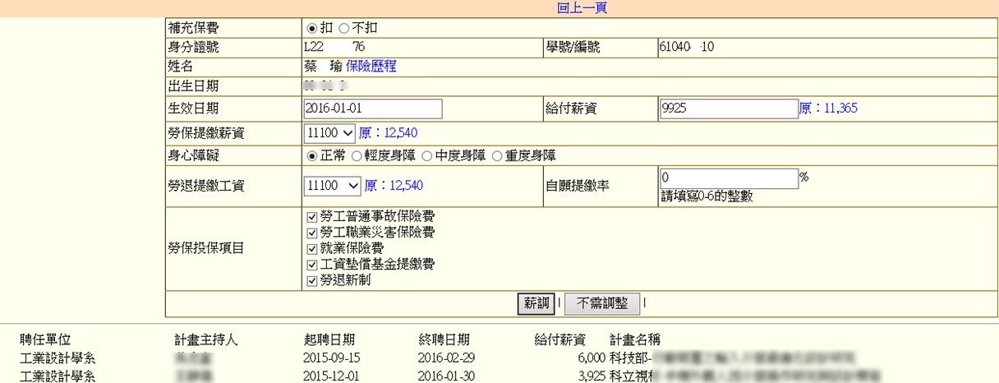 回上一頁
補充保費 扣 不扣
身分證號 L22 76 學號/編號 61040 10
姓名 蔡 瑜 保險歷程
出生日期
生效日期 2016-01-01 給付薪資 9925 原：11,365
勞保提繳薪資 11100 原：12,540
身心障礙 正常 輕度身障 中度身障 重度身障
勞退提繳工資 11100 原：12,540 自願提繳率 0 %
請填寫0-6的整數
勞保投保項目
勞工普通事故保險費
勞工職業災害保險費
就業保險費
工資墊償基金提繳費
勞退新制
薪調 | 不需調整 |
聘任單位 計畫主持人 起聘日期 終聘日期 給付薪資 計畫名稱
工業設計學系 2015-09-15 2016-02-29 6,000 科技部-
工業設計學系 2015-12-01 2016-01-30 3,925 科立視材